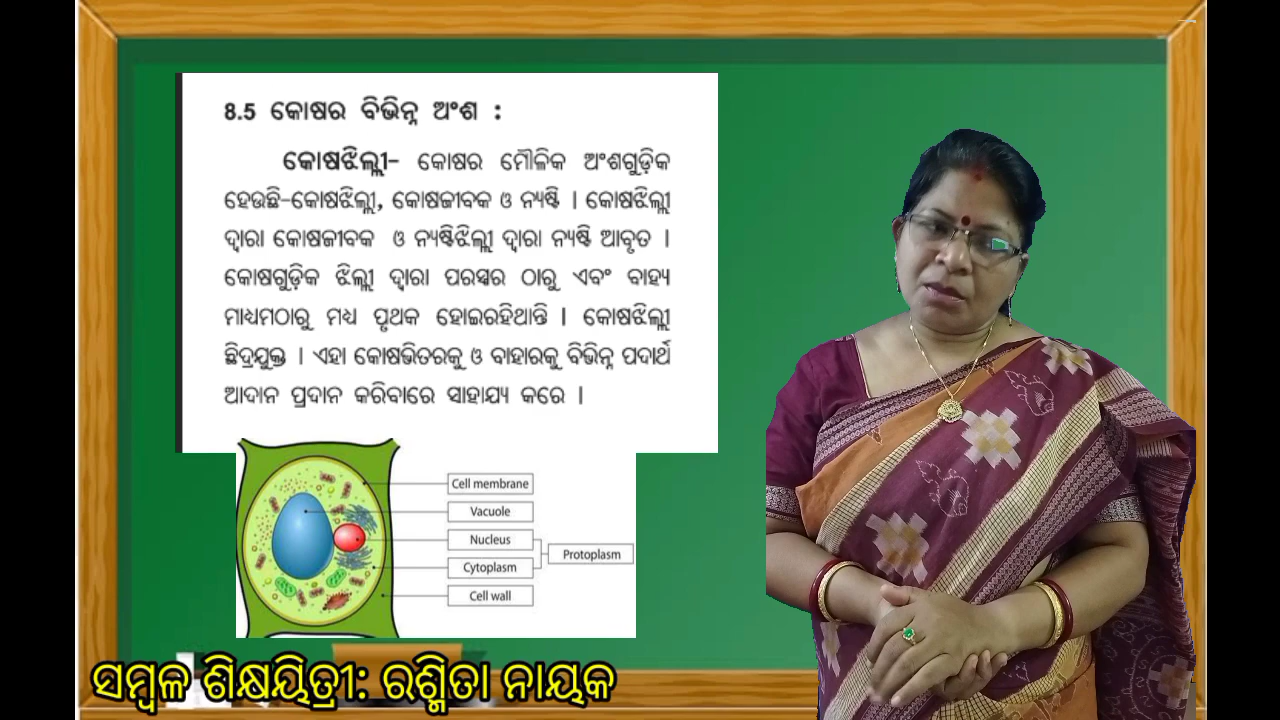 8.5 କୋଷର ବିଭିନ୍ନ ଅଂଶ :
କୋଷଝିଲ୍ଲୀ- କୋଷର ମୌଳିକ ଅଂଶଗୁଡ଼ିକ
ହେଉଛି-କୋଷଝିଲ୍ଲୀ, କୋଷଜୀବକ ଓ ନ୍ୟଷ୍ଟି ।  କୋଷଝିଲ୍ଲୀ
ଦ୍ୱାରା କୋଷଜୀବକ ଓ ନ୍ୟଷ୍ଟିଝିଲ୍ଲୀ ଦ୍ୱାରା ନ୍ୟଷ୍ଟି ଆବୃତ ।
କୋଷଗୁଡ଼ିକ ଝିଲ୍ଲୀ ଦ୍ୱାରା ପରସ୍ପର ଠାରୁ ଏବଂ ବାହ୍ୟ
ମାଧ୍ୟମଠାରୁ ମଧ୍ୟ ପୃଥକ ହୋଇରହିଥାନ୍ତି । କୋଷଝିଲ୍ଲୀ
ଛିଦ୍ରଯୁକ୍ତ । ଏହା କୋଷଭିତରକୁ ଓ ବାହାରକୁ ବିଭିନ୍ନ ପଦାର୍ଥ
ଆଦାନ ପ୍ରଦାନ କରିବାରେ ସାହାଯ୍ୟ କରେ ।
Cell membrane
Vacuole
Nucleus
Protoplasm
Cytoplasm
Cell wall
ସମ୍ବଳ ଶିକ୍ଷୟିତ୍ରୀ: ରଶ୍ମିତା ନାୟକ